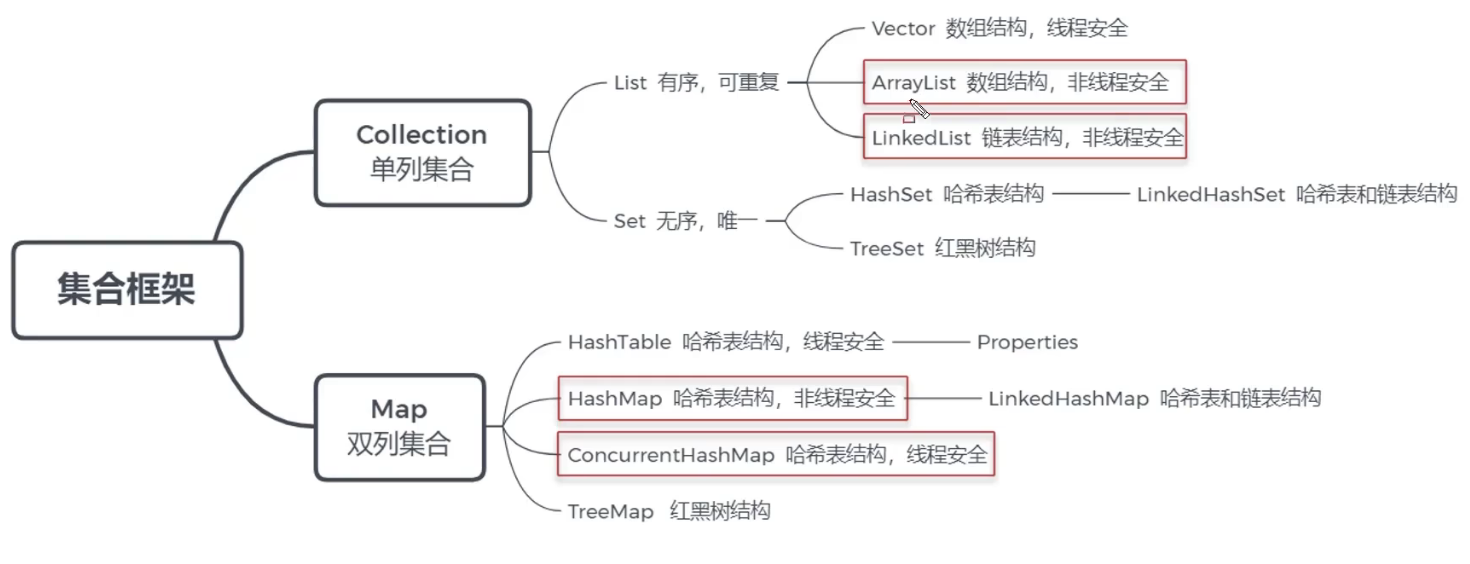 集合框架
Collection
单列集合
List 有序，可重复
Vector 数组结构，线程安全
ArrayList 数组结构，非线程安全
LinkedList 链表结构，非线程安全
Set 无序，唯一
HashSet 哈希表结构
LinkedHashSet 哈希表和链表结构
TreeSet 红黑树结构
Map
双列集合
HashTable 哈希表结构，线程安全
Properties
HashMap 哈希表结构，非线程安全
LinkedHashMap 哈希表和链表结构
ConcurrentHashMap 哈希表结构，线程安全
TreeMap 红黑树结构